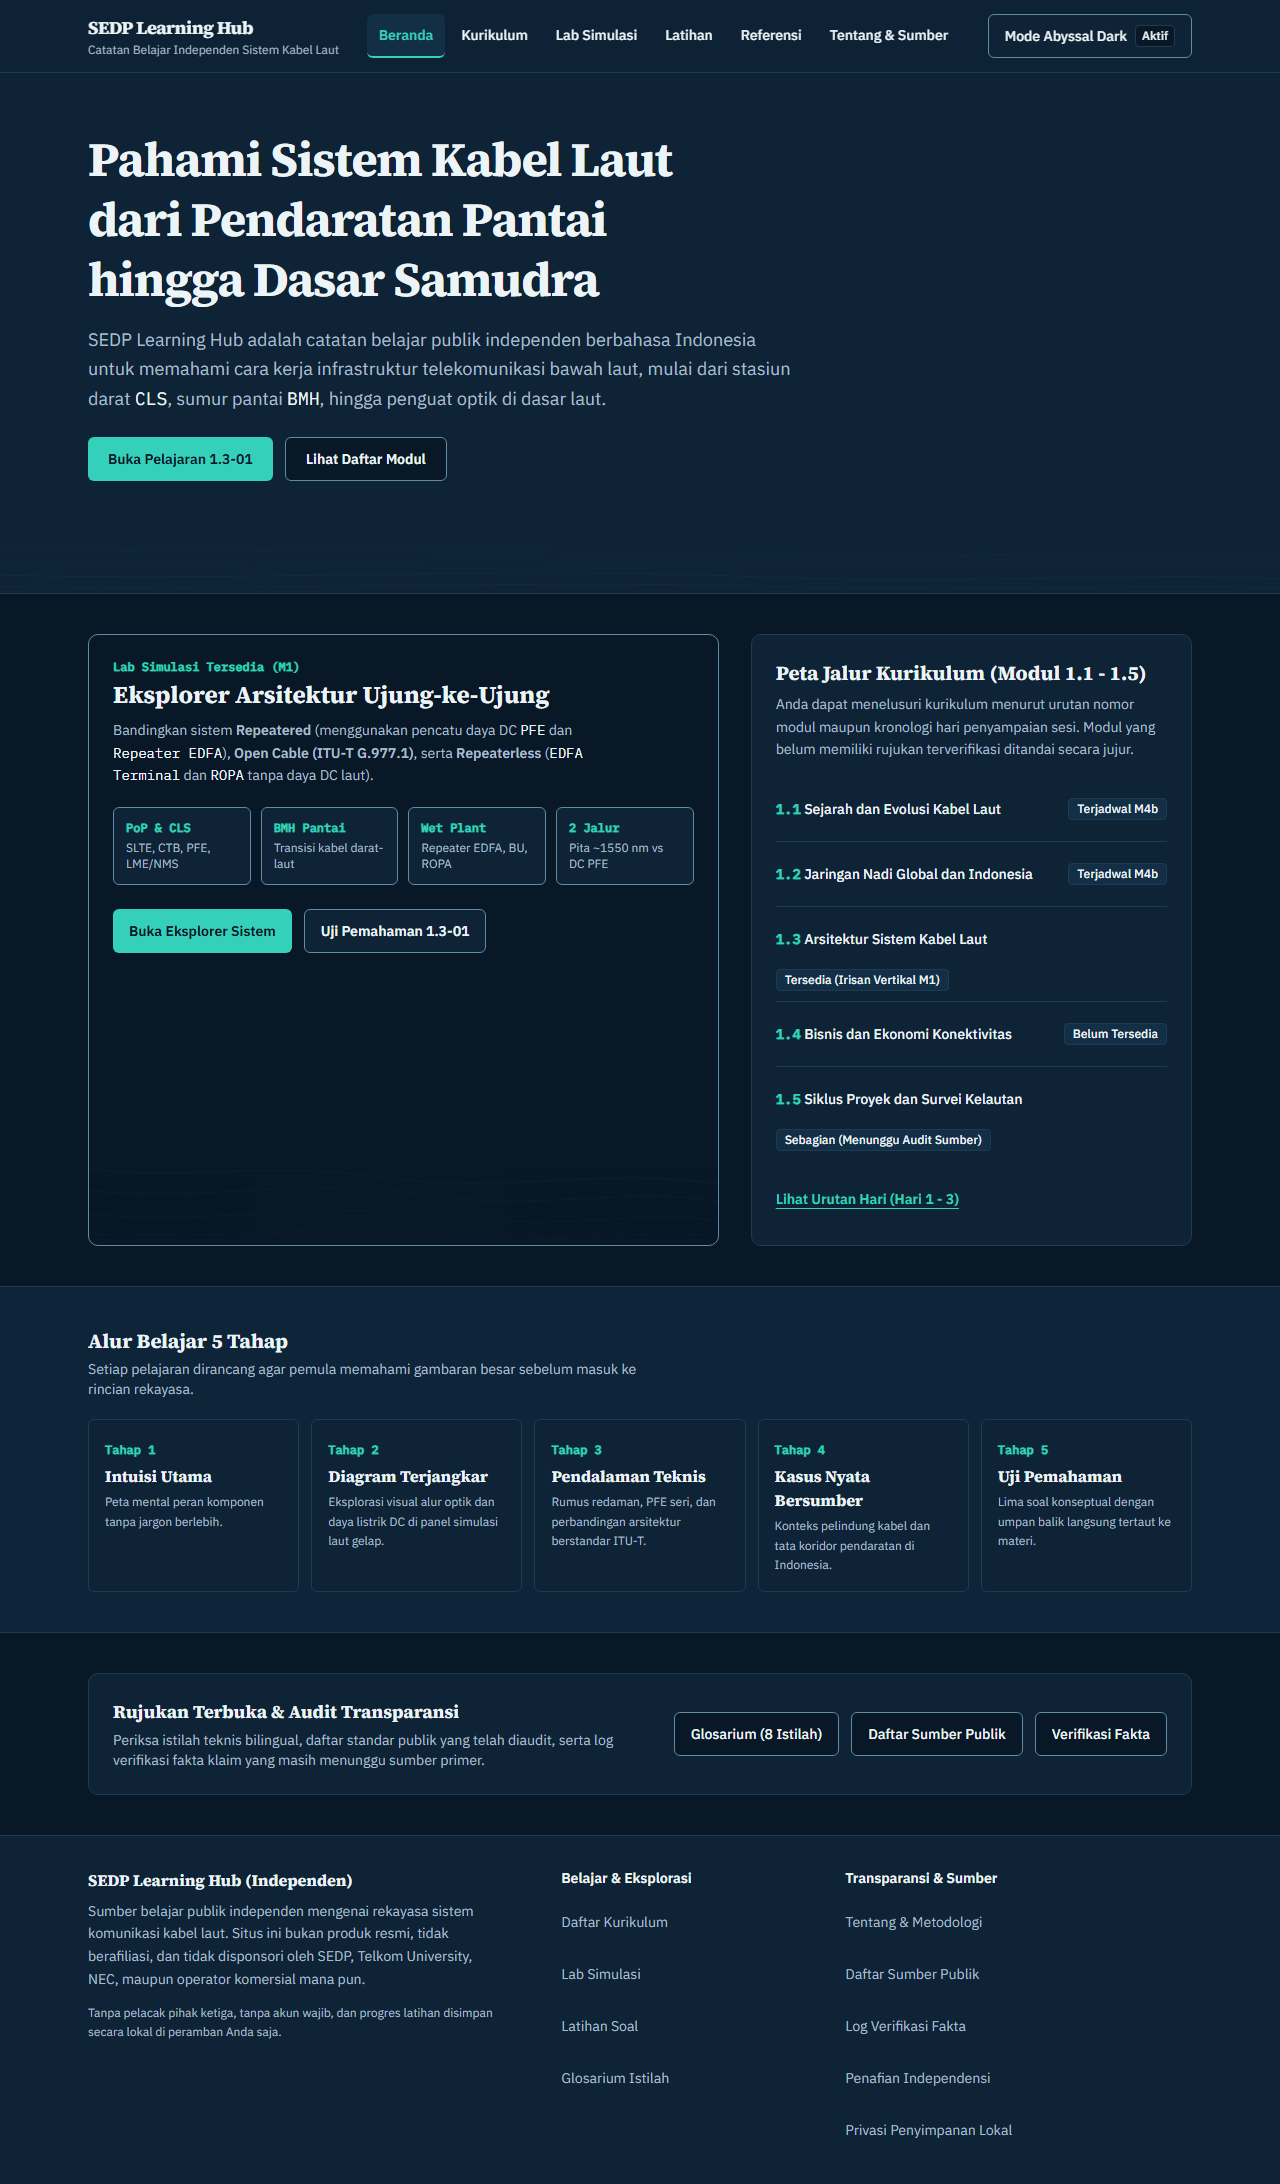 SEDP Learning Hub
Catatan Belajar Independen Sistem Kabel Laut
Beranda
Kurikulum
Lab Simulasi
Latihan
Referensi
Tentang & Sumber
Mode Abyssal Dark Aktif
Pahami Sistem Kabel Laut
dari Pendaratan Pantai
hingga Dasar Samudra
SEDP Learning Hub adalah catatan belajar publik independen berbahasa Indonesia
untuk memahami cara kerja infrastruktur telekomunikasi bawah laut, mulai dari stasiun
darat CLS, sumur pantai BMH, hingga penguat optik di dasar laut.
Buka Pelajaran 1.3-01
Lihat Daftar Modul
Lab Simulasi Tersedia (M1)
Eksplorer Arsitektur Ujung-ke-Ujung
Bandingkan sistem Repeatered (menggunakan pencatu daya DC PFE dan
Repeater EDFA), Open Cable (ITU-T G.977.1), serta Repeaterless (EDFA
Terminal dan ROPA tanpa daya DC laut).
PoP & CLS
SLTE, CTB, PFE,
LME/NMS
BMH Pantai
Transisi kabel darat-
laut
Wet Plant
Repeater EDFA, BU,
ROPA
2 Jalur
Pita ~1550 nm vs
DC PFE
Buka Eksplorer Sistem
Uji Pemahaman 1.3-01
Peta Jalur Kurikulum (Modul 1.1 - 1.5)
Anda dapat menelusuri kurikulum menurut urutan nomor
modul maupun kronologi hari penyampaian sesi. Modul yang
belum memiliki rujukan terverifikasi ditandai secara jujur.
1.1 Sejarah dan Evolusi Kabel Laut
Terjadwal M4b
1.2 Jaringan Nadi Global dan Indonesia
Terjadwal M4b
1.3 Arsitektur Sistem Kabel Laut
Tersedia (Irisan Vertikal M1)
1.4 Bisnis dan Ekonomi Konektivitas
Belum Tersedia
1.5 Siklus Proyek dan Survei Kelautan
Sebagian (Menunggu Audit Sumber)
Lihat Urutan Hari (Hari 1 - 3)
Alur Belajar 5 Tahap
Setiap pelajaran dirancang agar pemula memahami gambaran besar sebelum masuk ke
rincian rekayasa.
Tahap 1
Intuisi Utama
Peta mental peran komponen
tanpa jargon berlebih.
Tahap 2
Diagram Terjangkar
Eksplorasi visual alur optik dan
daya listrik DC di panel simulasi
laut gelap.
Tahap 3
Pendalaman Teknis
Rumus redaman, PFE seri, dan
perbandingan arsitektur
berstandar ITU-T.
Tahap 4
Kasus Nyata
Bersumber
Konteks pelindung kabel dan
tata koridor pendaratan di
Indonesia.
Tahap 5
Uji Pemahaman
Lima soal konseptual dengan
umpan balik langsung tertaut ke
materi.
Rujukan Terbuka & Audit Transparansi
Periksa istilah teknis bilingual, daftar standar publik yang telah diaudit, serta log
verifikasi fakta klaim yang masih menunggu sumber primer.
Glosarium (8 Istilah)
Daftar Sumber Publik
Verifikasi Fakta
SEDP Learning Hub (Independen)
Sumber belajar publik independen mengenai rekayasa sistem
komunikasi kabel laut. Situs ini bukan produk resmi, tidak
berafiliasi, dan tidak disponsori oleh SEDP, Telkom University,
NEC, maupun operator komersial mana pun.
Tanpa pelacak pihak ketiga, tanpa akun wajib, dan progres latihan disimpan
secara lokal di peramban Anda saja.
Belajar & Eksplorasi
Daftar Kurikulum
Lab Simulasi
Latihan Soal
Glosarium Istilah
Transparansi & Sumber
Tentang & Metodologi
Daftar Sumber Publik
Log Verifikasi Fakta
Penafian Independensi
Privasi Penyimpanan Lokal